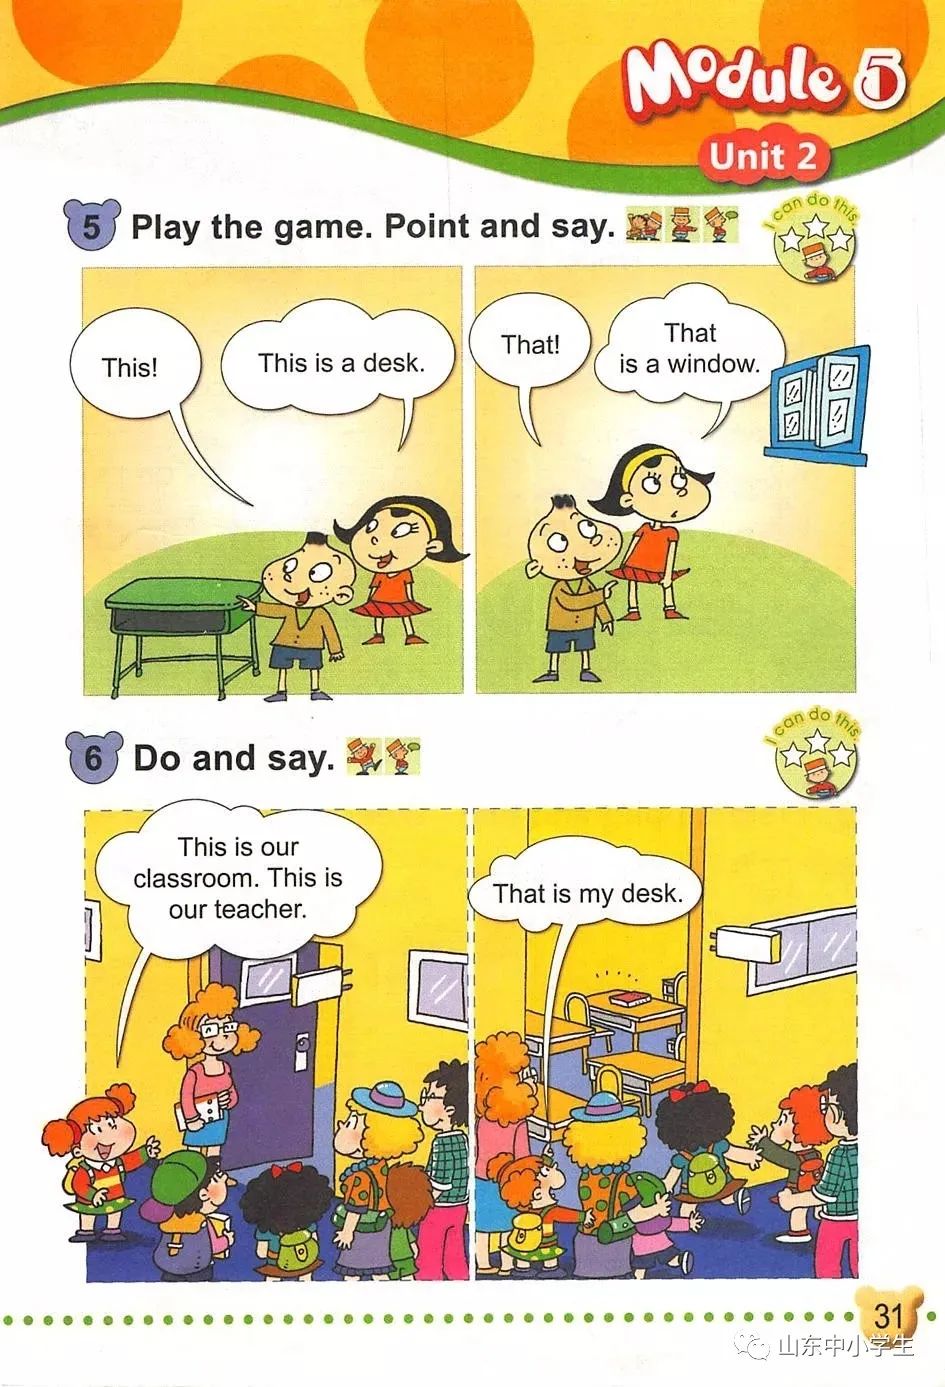 Module 5
Unit 2
5 Play the game. Point and say.
I can do this.
This!
This is a desk.
That!
That
is a window.
6 Do and say.
I can do this.
This is our
classroom. This is
our teacher.
That is my desk.
31
山东中小学生